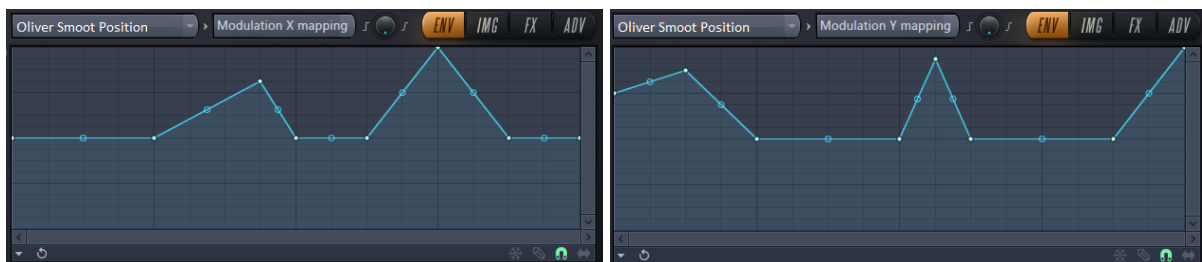 Oliver Smoot Position Modulation X mapping ENV IMG FX ADV
Oliver Smoot Position Modulation Y mapping ENV IMG FX ADV